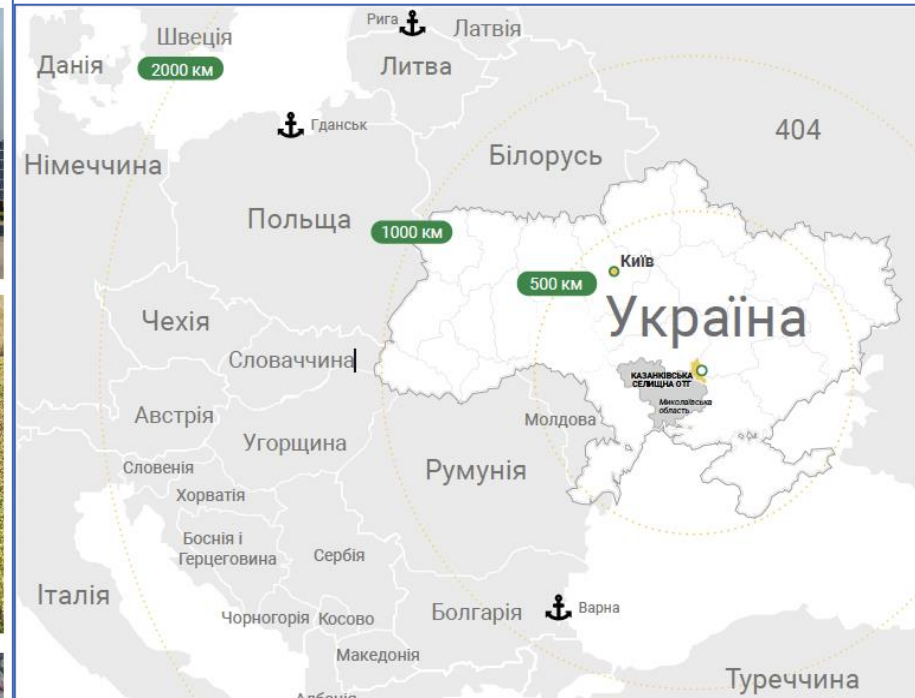 Рига
Латвія
Швеція
Данія
2000 км
Литва
Гданськ
404
Німеччина
Білорусь
Польща
1000 км
Київ
500 км
Україна
Чехія
Словаччина
КАЗАНКІВСЬКА
СЕЛИЩНА ОТГ
Миколаївська
область
Австрія
Молдова
Угорщина
Румунія
Словенія
Хорватія
Боснія і
Герцеговина
Сербія
Італія
Чорногорія
Косово
Болгарія
Варна
Македонія
Туреччина
Албанія